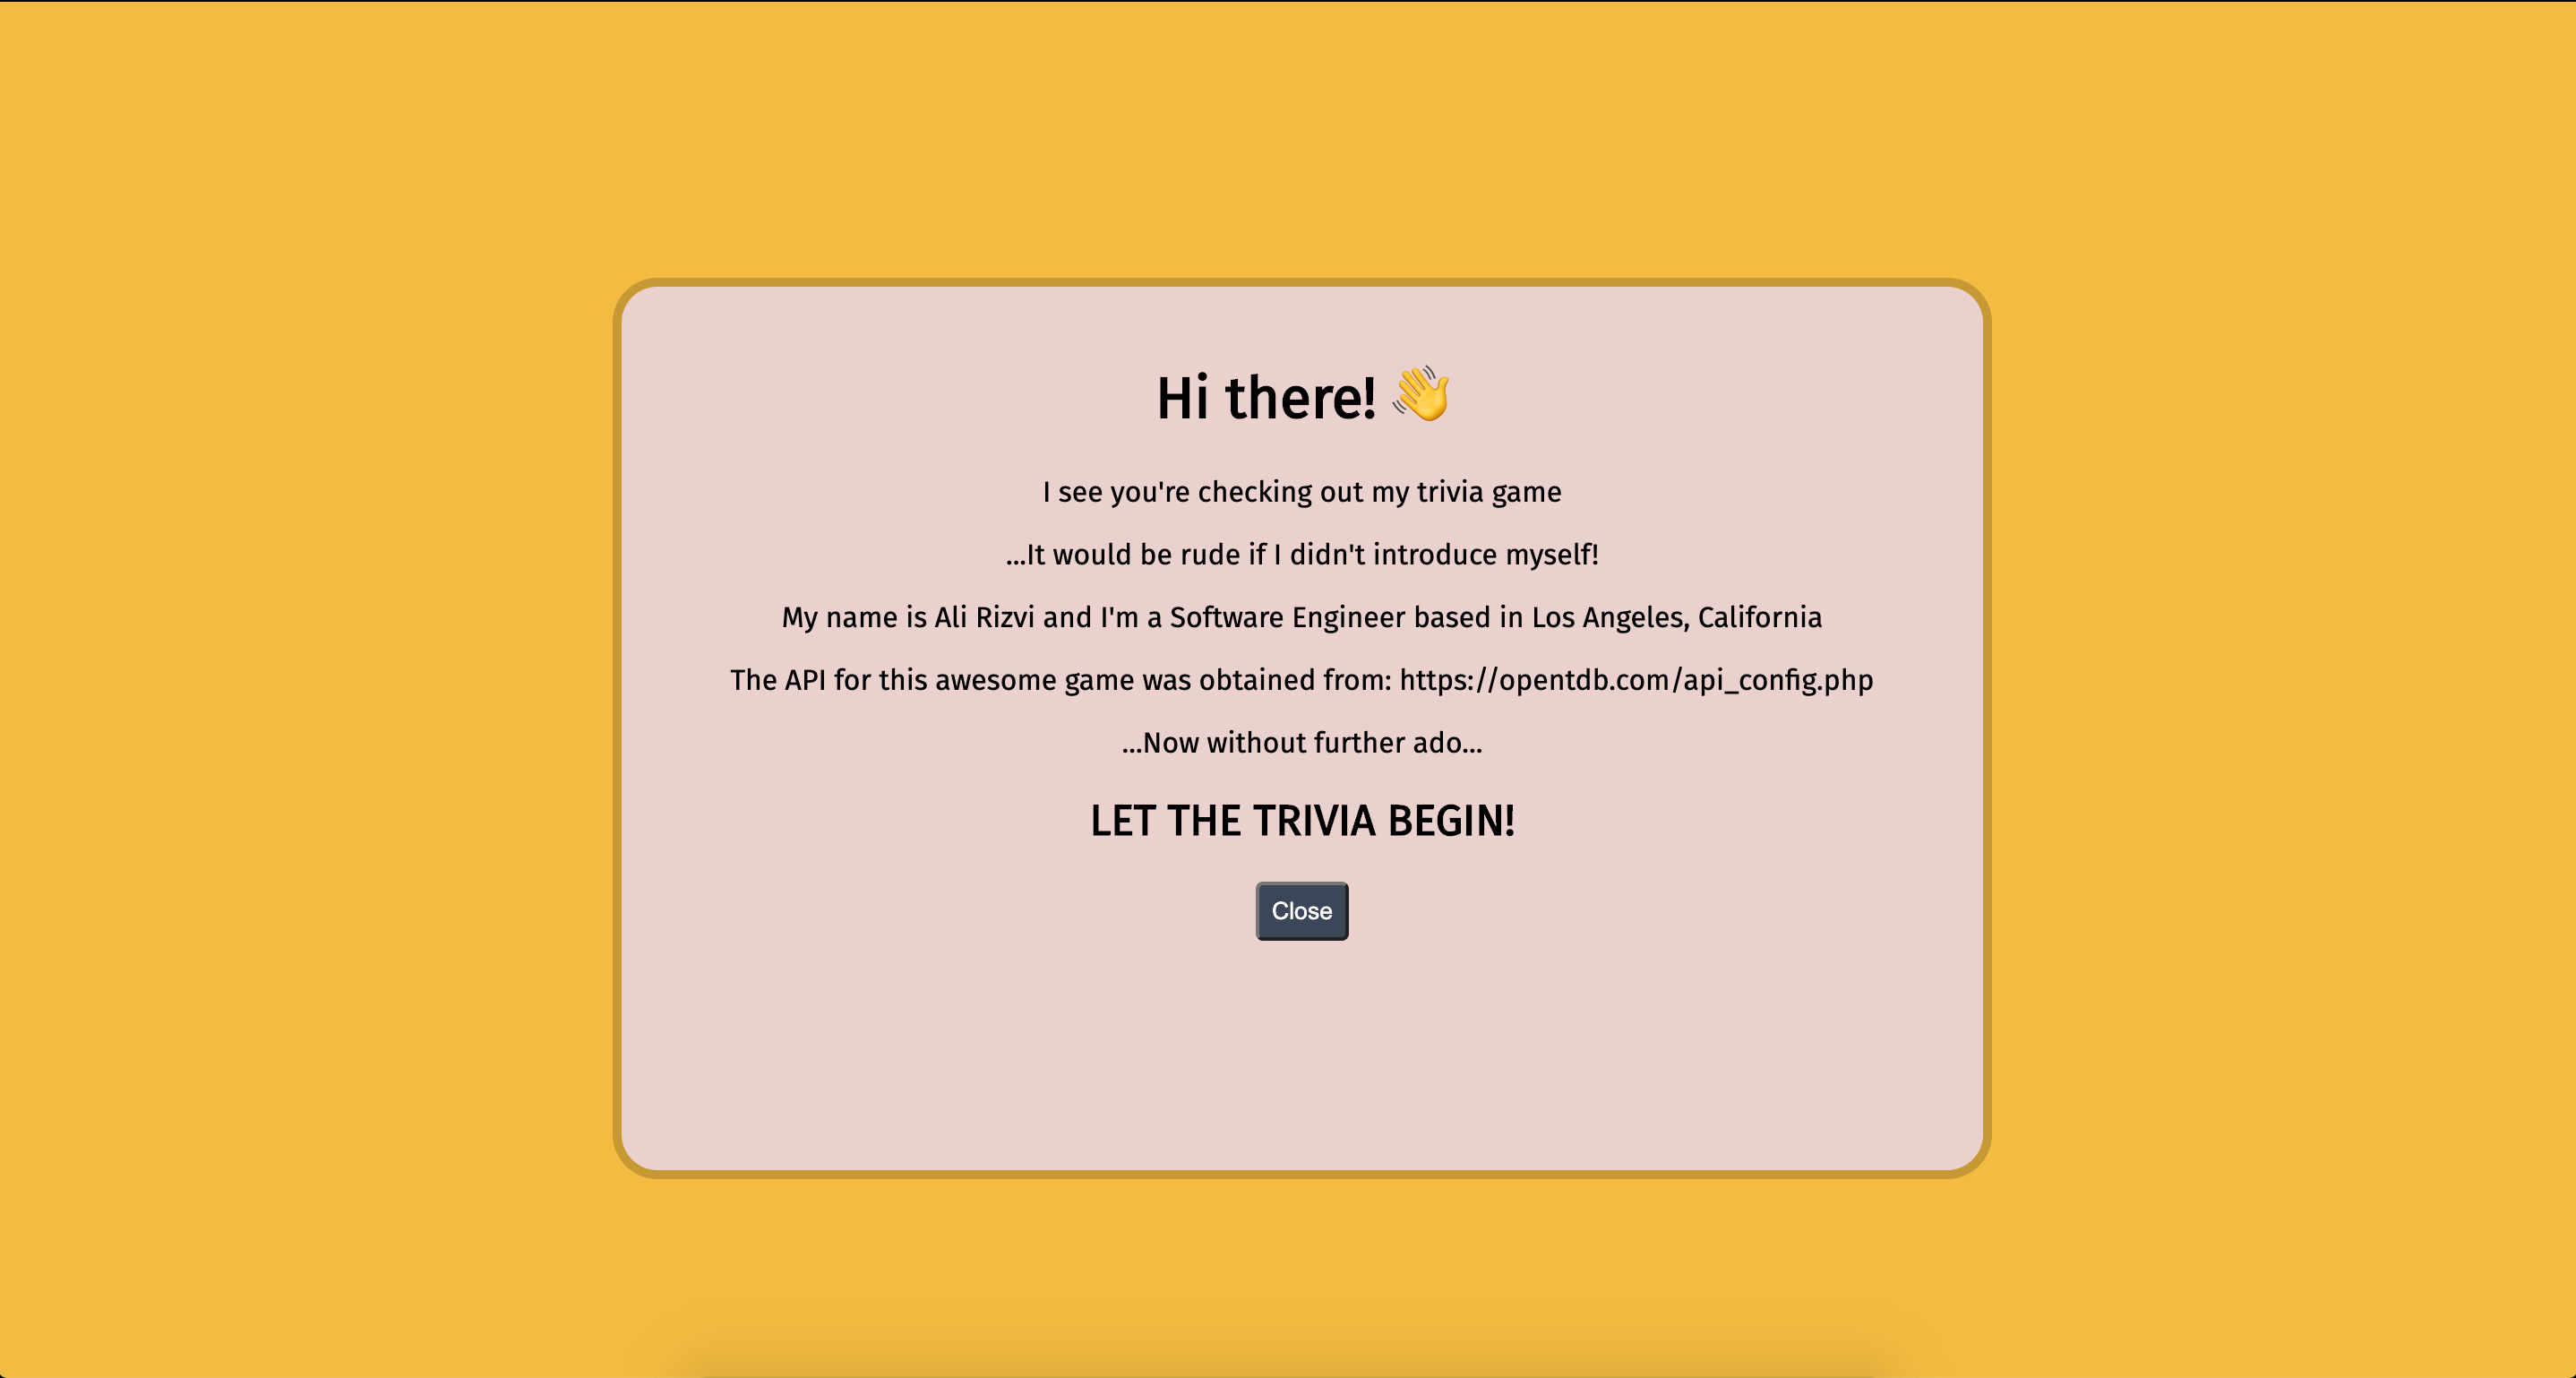 Hi there! 👋
I see you're checking out my trivia game
...It would be rude if I didn't introduce myself!
My name is Ali Rizvi and I'm a Software Engineer based in Los Angeles, California
The API for this awesome game was obtained from: https://opentdb.com/api_config.php
...Now without further ado...
LET THE TRIVIA BEGIN!
Close